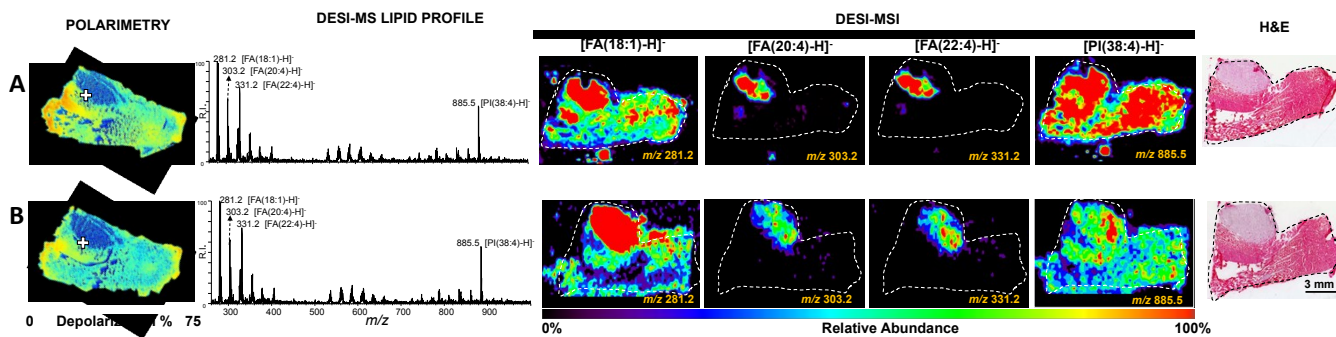 POLARIMETRY
DESI-MS LIPID PROFILE
DESI-MSI
H&E
[FA(18:1)-H]-
[FA(20:4)-H]-
[FA(22:4)-H]-
[PI(38:4)-H]-
A
100
R.I.
0
281.2 [FA(18:1)-H]-
303.2 [FA(20:4)-H]-
331.2 [FA(22:4)-H]-
885.5 [PI(38:4)-H]-
m/z 281.2
m/z 303.2
m/z 331.2
m/z 885.5
B
100
R.I.
0
281.2 [FA(18:1)-H]-
303.2 [FA(20:4)-H]-
331.2 [FA(22:4)-H]-
885.5 [PI(38:4)-H]-
m/z 281.2
m/z 303.2
m/z 331.2
m/z 885.5
3 mm
300 400 500 600 700 800 900
m/z
0 % 75
0% Relative Abundance 100%